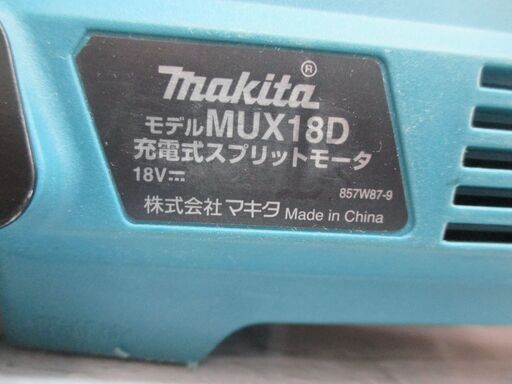 makita®
モデルMUX18D
充電式スプリットモータ
18V⎓
857W87-9
株式会社マキタ Made in China